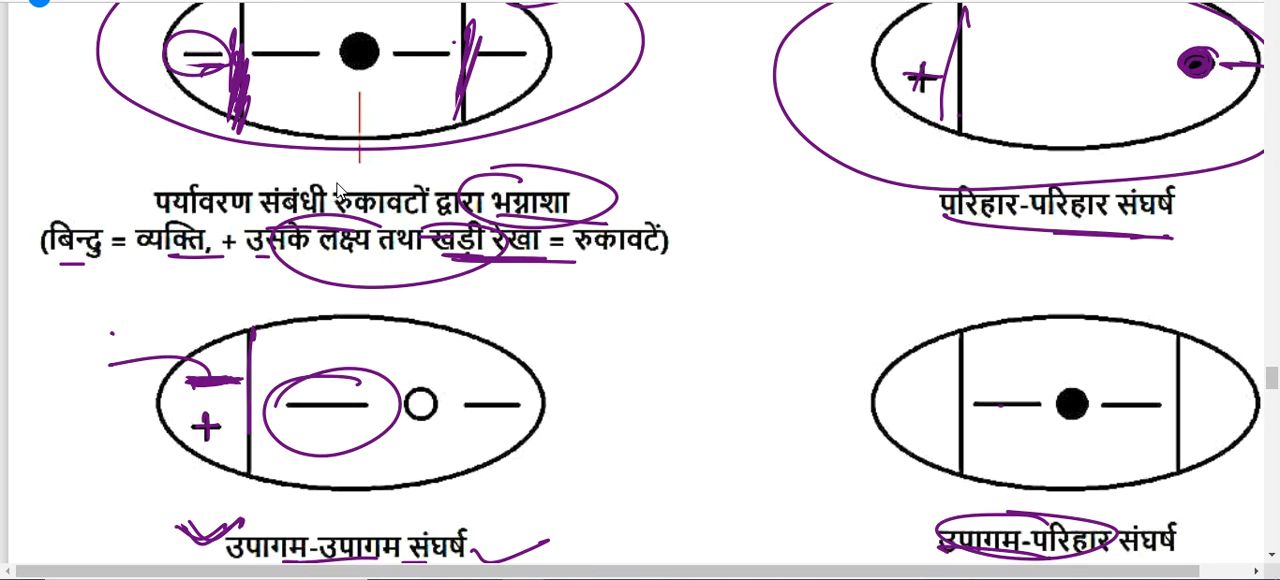 पर्यावरण संबंधी रुकावटों द्वारा भग्नाशा
(बिन्दु = व्यक्ति, + उसके लक्ष्य तथा खड़ी रेखा = रुकावटें)
परिहार-परिहार संघर्ष
+
+
उपागम-उपागम संघर्ष
उपागम-परिहार संघर्ष